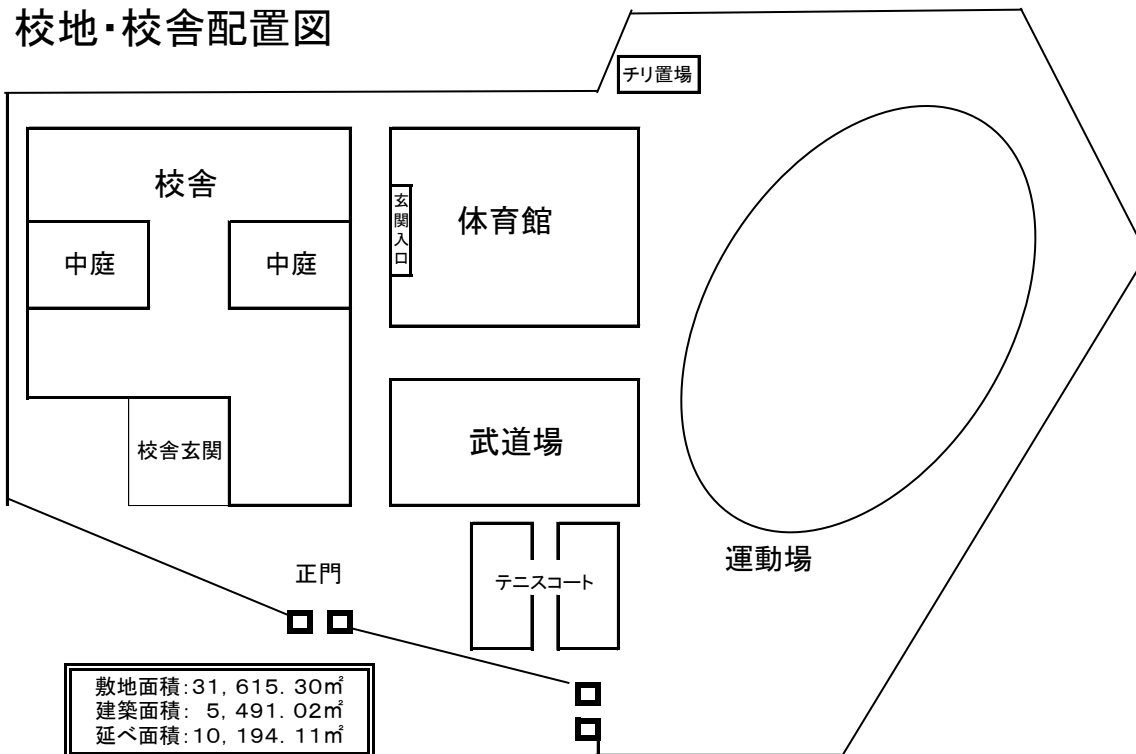 校地・校舎配置図
チリ置場
校舎
玄関入口
体育館
中庭
中庭
武道場
校舎玄関
運動場
正門
テニスコート
敷地面積:31,615.30㎡
建築面積: 5,491.02㎡
延べ面積:10,194.11㎡